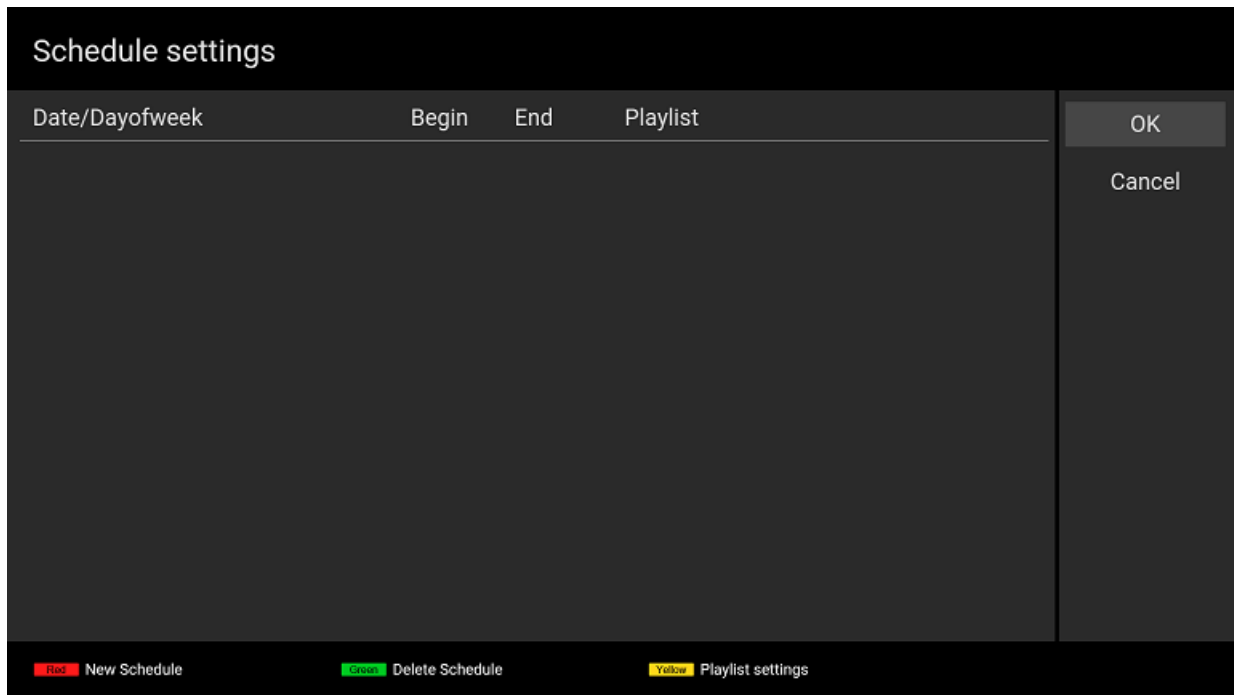 Schedule settings
Date/Dayofweek Begin End Playlist
OK
Cancel
Red New Schedule Green Delete Schedule Yellow Playlist settings